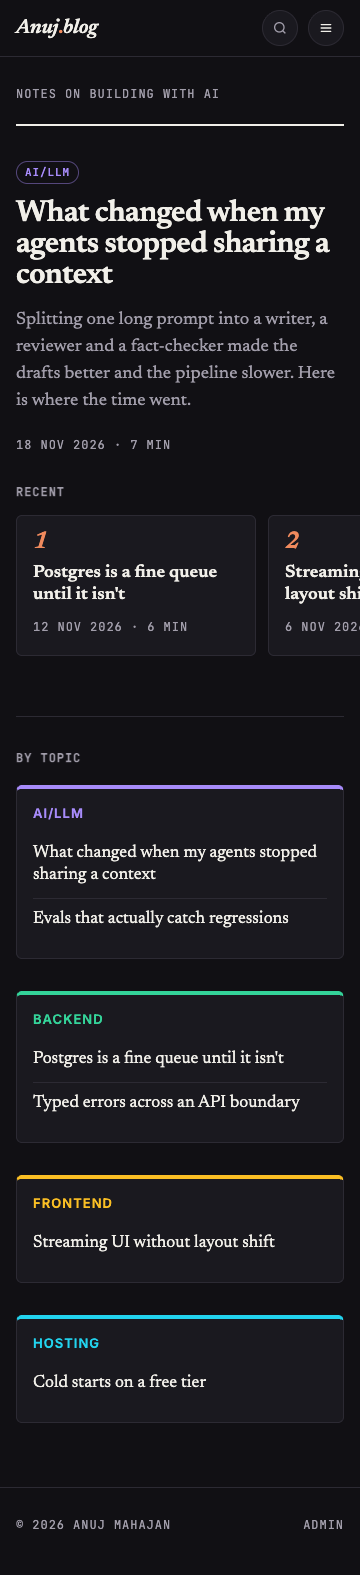 Anuj.blog
NOTES ON BUILDING WITH AI
AI/LLM
What changed when my
agents stopped sharing a
context
Splitting one long prompt into a writer, a
reviewer and a fact-checker made the
drafts better and the pipeline slower. Here
is where the time went.
18 NOV 2026 · 7 MIN
RECENT
1
Postgres is a fine queue
until it isn't
12 NOV 2026 · 6 MIN
2
layout
6 NOV
BY TOPIC
AI/LLM
What changed when my agents stopped
sharing a context
Evals that actually catch regressions
BACKEND
Postgres is a fine queue until it isn't
Typed errors across an API boundary
FRONTEND
Streaming UI without layout shift
HOSTING
Cold starts on a free tier
© 2026 ANUJ MAHAJAN
ADMIN